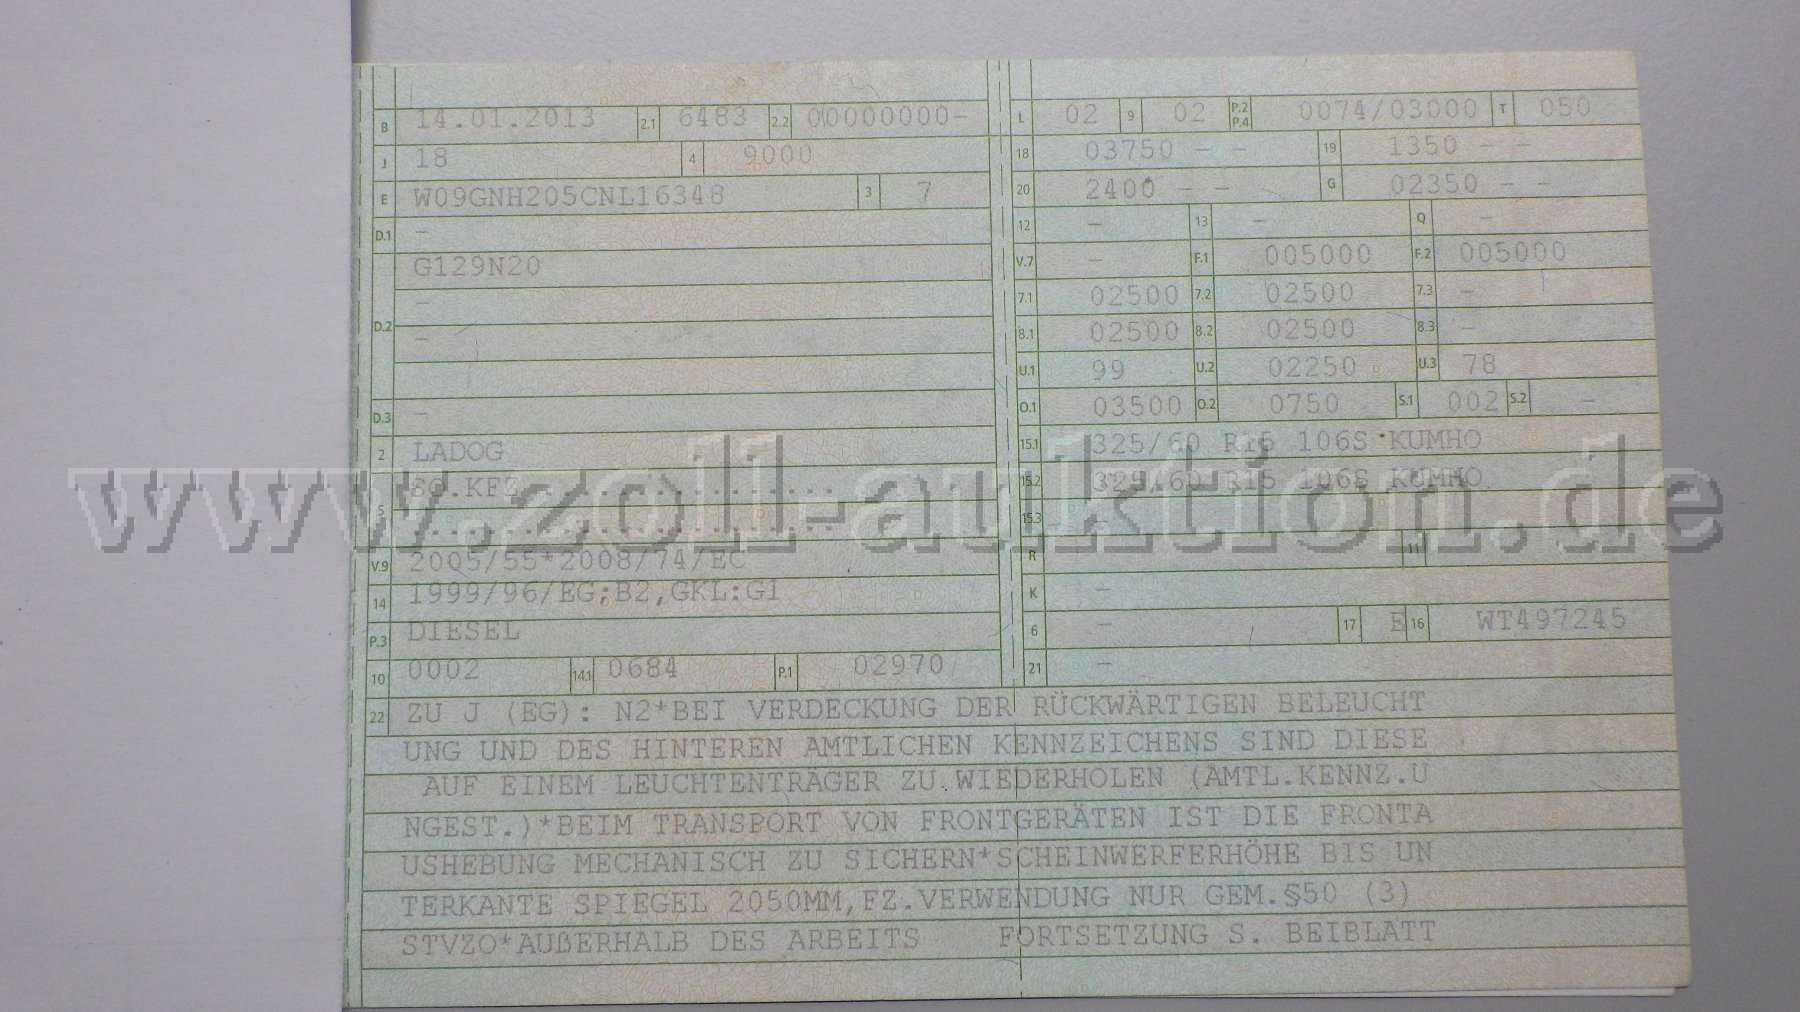 B 14.01.2013 2.1 6483 2.2 00000000-
J 18 4 9000
E W09GNH205CNL16348 3 7
D.1 -
G129N20
-
D.2
-
D.3 -
2 LADOG
5
V.9 2005/55*2008/74/EC
14 1999/96/EG;B2,GKL:G1
P.3 DIESEL
10 0002 14.1 0684 P.1 02970
L 02 9 02 P.2 P.4 0074/03000 T 050
18 03750 - - 19 1350 - -
20 2400 - - G 02350 - -
12 - 13 - Q -
V.7 - F.1 005000 F.2 005000
7.1 02500 7.2 02500 7.3 -
8.1 02500 8.2 02500 8.3 -
U.1 99 U.2 02250 U.3 78
O.1 03500 O.2 0750 S.1 002 S.2 -
15.1 325/60 R15 106S KUMHO
15.2 R15 106S KUMHO
15.3 -
R 11
K -
6 - 17 E 16 WT497245
21 -
22 ZU J (EG): N2*BEI VERDECKUNG DER RÜCKWÄRTIGEN BELEUCHT
UNG UND DES HINTEREN AMTLICHEN KENNZEICHENS SIND DIESE
AUF EINEM LEUCHTENTRÄGER ZU WIEDERHOLEN (AMTL.KENNZ.U
NGEST.)*BEIM TRANSPORT VON FRONTGERÄTEN IST DIE FRONTA
USHEBUNG MECHANISCH ZU SICHERN*SCHEINWERFERHÖHE BIS UN
TERKANTE SPIEGEL 2050MM,FZ.VERWENDUNG NUR GEM.§50 (3)
STVZO*AUßERHALB DES ARBEITS FORTSETZUNG S. BEIBLATT
www.zoll-auktion.de